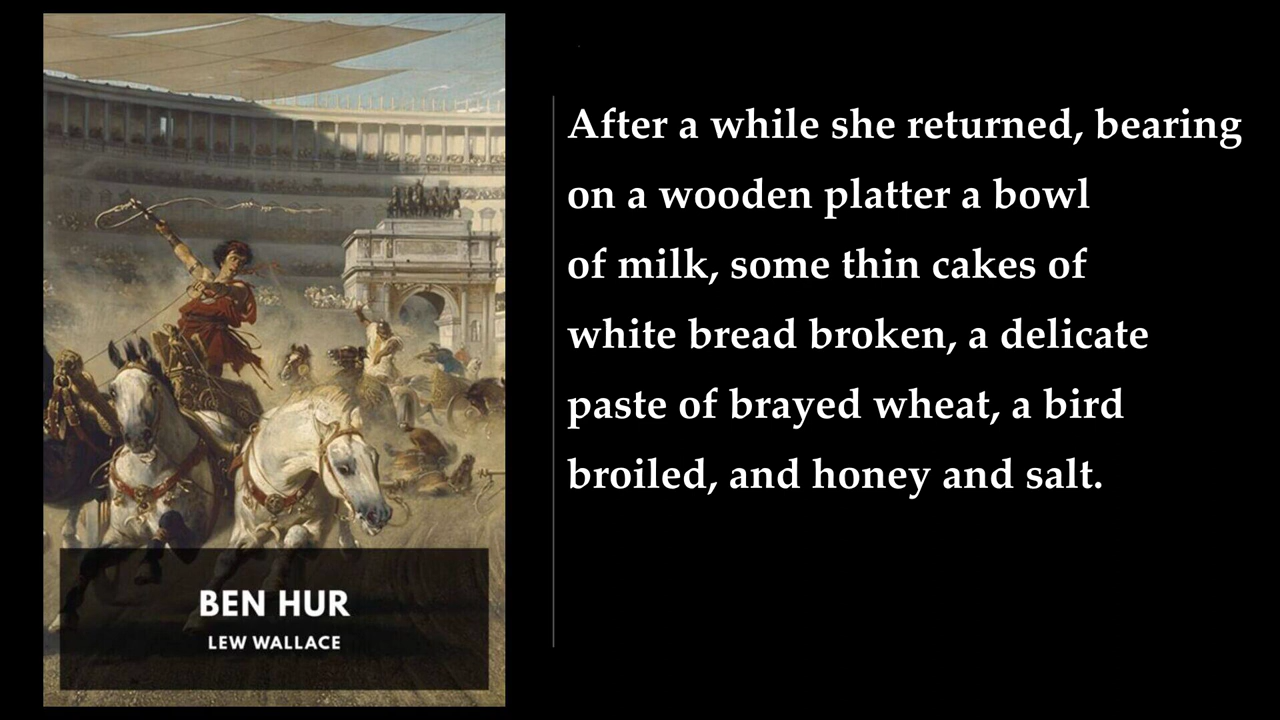 After a while she returned, bearing
on a wooden platter a bowl
of milk, some thin cakes of
white bread broken, a delicate
paste of brayed wheat, a bird
broiled, and honey and salt.
BEN HUR
LEW WALLACE